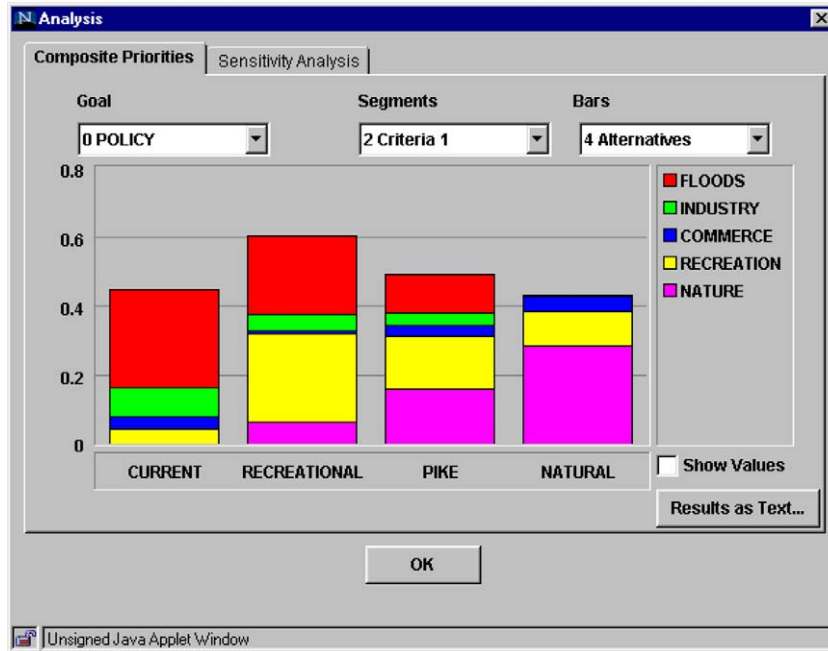 Analysis
Composite Priorities Sensitivity Analysis
Goal Segments Bars
0 POLICY 2 Criteria 1 4 Alternatives
0.8
0.6
0.4
0.2
0
FLOODS
INDUSTRY
COMMERCE
RECREATION
NATURE
CURRENT RECREATIONAL PIKE NATURAL
Show Values
Results as Text...
OK
Unsigned Java Applet Window